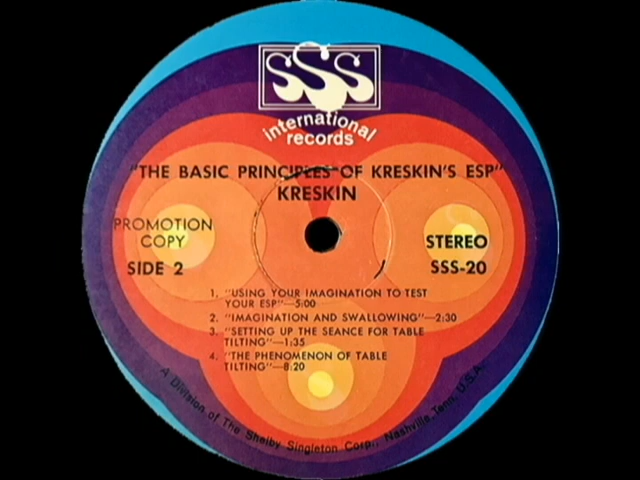 SSS
international
records
"THE BASIC PRINCIPLES OF KRESKIN'S ESP"
KRESKIN
PROMOTION
COPY
SIDE 2
STEREO
SSS-20
1. "USING YOUR IMAGINATION TO TEST
YOUR ESP"—5:00
2. "IMAGINATION AND SWALLOWING"—2:30
3. "SETTING UP THE SEANCE FOR TABLE
TILTING"—1:35
4. "THE PHENOMENON OF TABLE
TILTING"—8:20
A Division of The Shelby Singleton Corp., Nashville, Tenn. U.S.A.